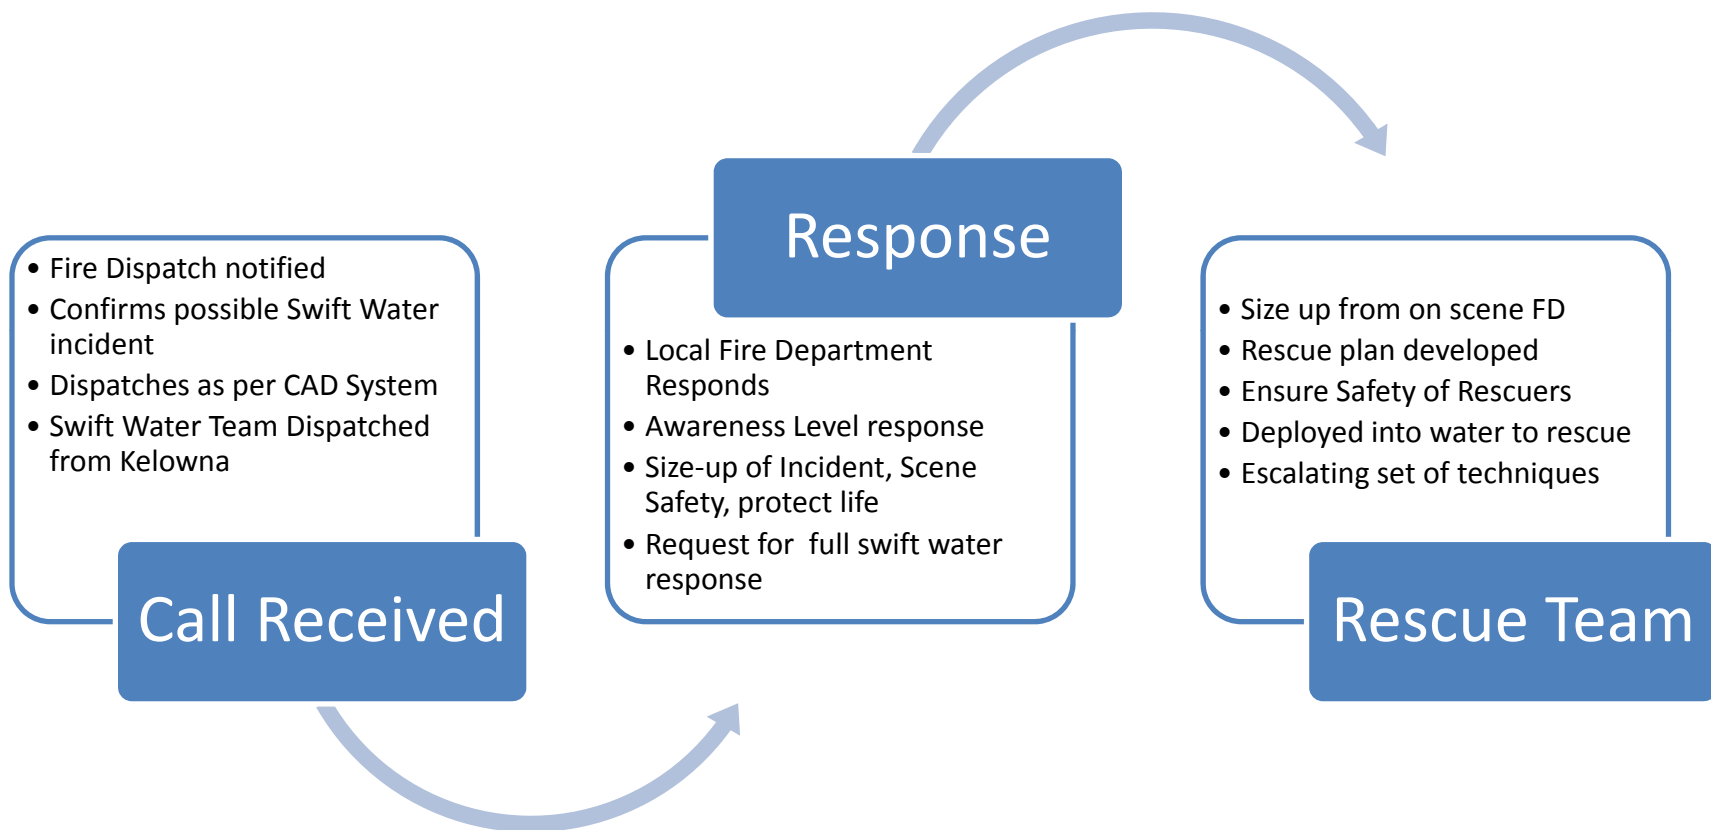 • Fire Dispatch notified
• Confirms possible Swift Water
incident
• Dispatches as per CAD System
• Swift Water Team Dispatched
from Kelowna
Call Received
Response
• Local Fire Department
Responds
• Awareness Level response
• Size-up of Incident, Scene
Safety, protect life
• Request for  full swift water
response
• Size up from on scene FD
• Rescue plan developed
• Ensure Safety of Rescuers
• Deployed into water to rescue
• Escalating set of techniques
Rescue Team